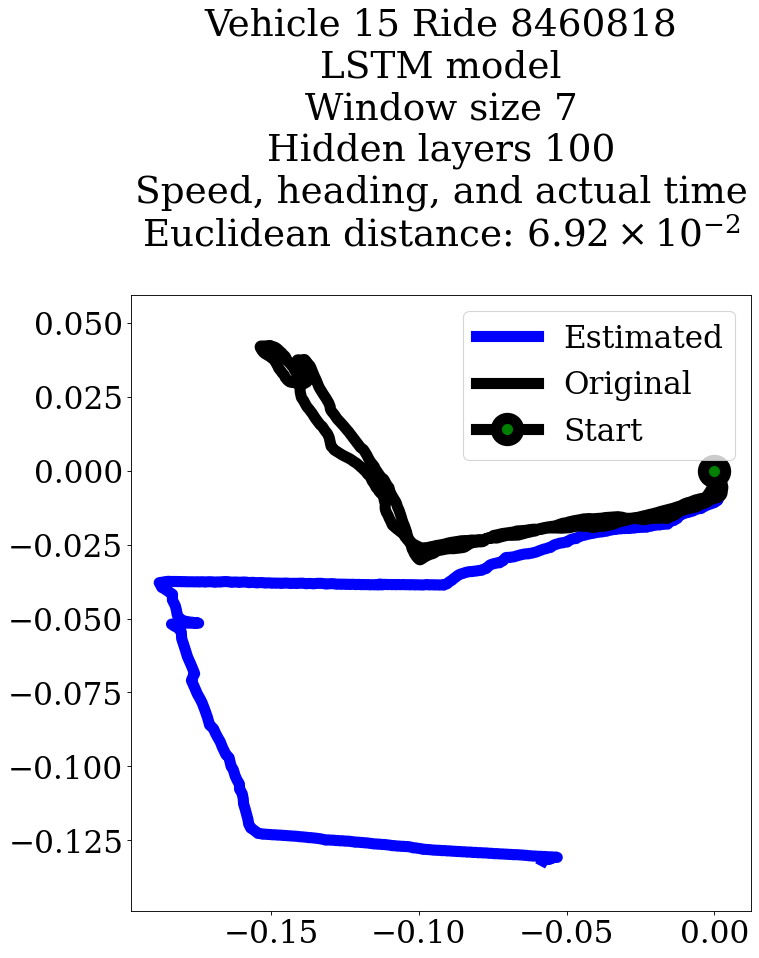 Vehicle 15 Ride 8460818
LSTM model
Window size 7
Hidden layers 100
Speed, heading, and actual time
Euclidean distance: 6.92 × 10⁻²
Estimated
Original
Start
0.050
0.025
0.000
−0.025
−0.050
−0.075
−0.100
−0.125
−0.15 −0.10 −0.05 0.00